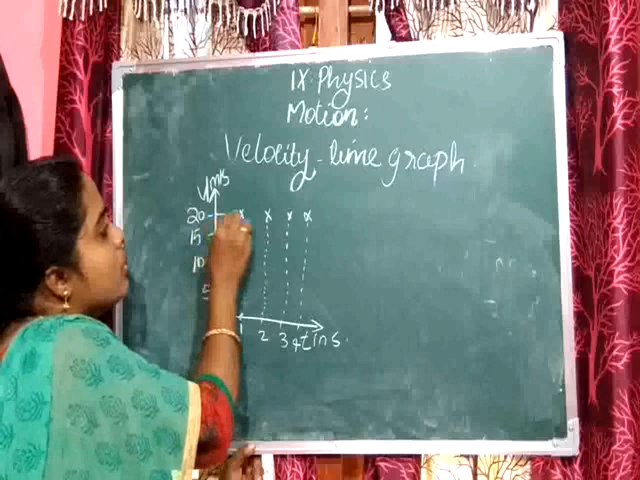 IX Physics
Motion:
Velocity-time graph.
V m/s
20
15
10
5
1 2 3 4 t in s.